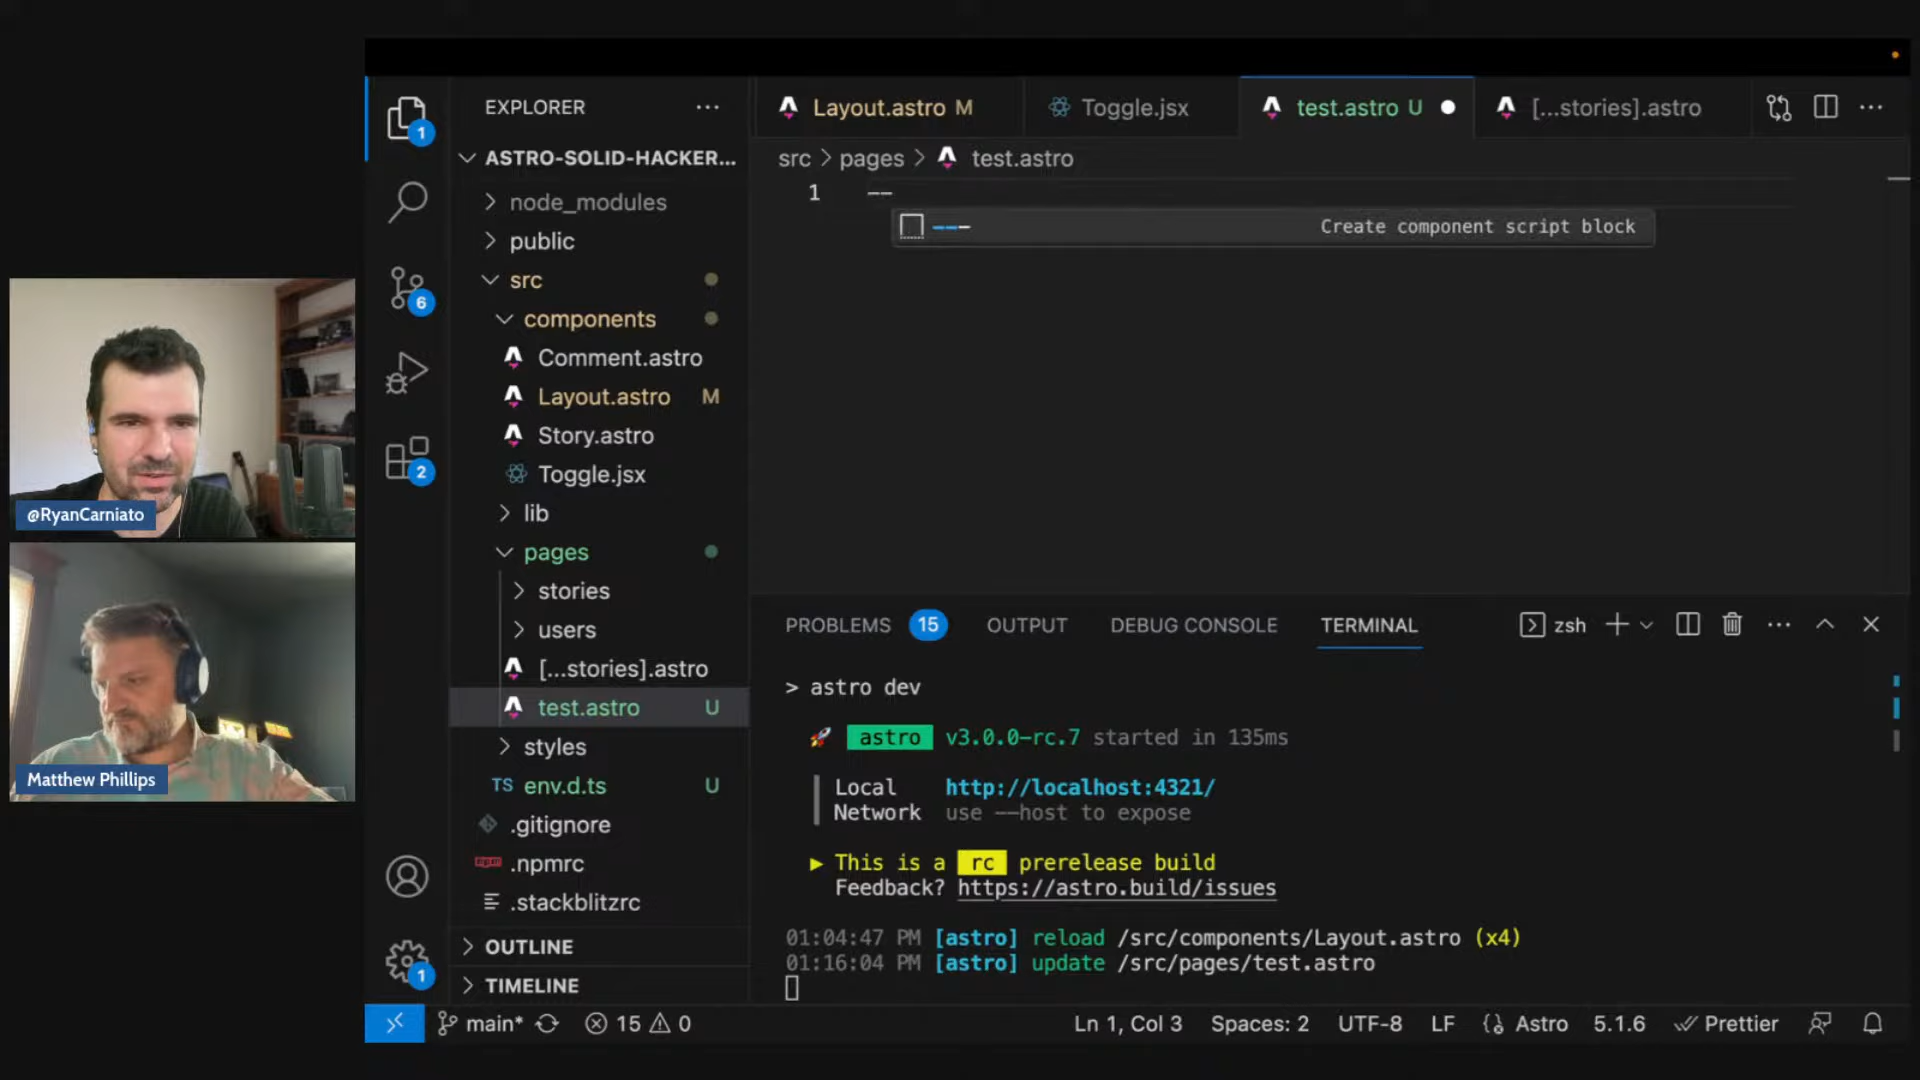 EXPLORER
ASTRO-SOLID-HACKER...
node_modules
public
src
components
Comment.astro
Layout.astro M
Story.astro
Toggle.jsx
lib
pages
stories
users
[...stories].astro
test.astro U
styles
TS env.d.ts U
.gitignore
.npmrc
.stackblitzrc
OUTLINE
TIMELINE
1
6
2
1
Layout.astro M
Toggle.jsx
test.astro U
[...stories].astro
src > pages > test.astro
1 --
--- Create component script block
@RyanCarniato
Matthew Phillips
PROBLEMS 15 OUTPUT DEBUG CONSOLE TERMINAL zsh
> astro dev
astro v3.0.0-rc.7 started in 135ms
Local http://localhost:4321/
Network use --host to expose
This is a rc prerelease build
Feedback? https://astro.build/issues
01:04:47 PM [astro] reload /src/components/Layout.astro (x4)
01:16:04 PM [astro] update /src/pages/test.astro
main* 15 0 Ln 1, Col 3 Spaces: 2 UTF-8 LF Astro 5.1.6 Prettier